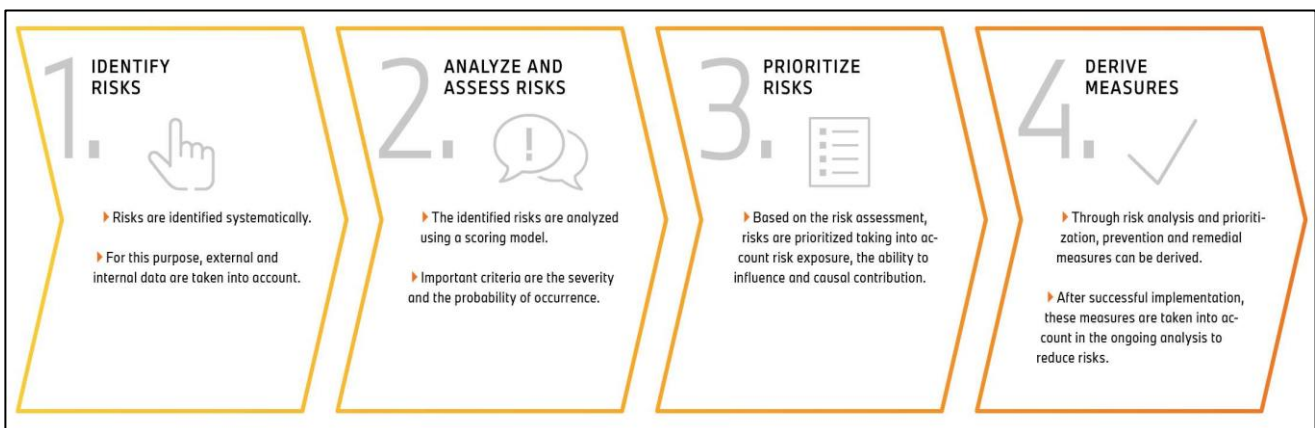 1.
IDENTIFY
RISKS
Risks are identified systematically.
For this purpose, external and
internal data are taken into account.
2.
ANALYZE AND
ASSESS RISKS
!
The identified risks are analyzed
using a scoring model.
Important criteria are the severity
and the probability of occurrence.
3.
PRIORITIZE
RISKS
Based on the risk assessment,
risks are prioritized taking into ac-
count risk exposure, the ability to
influence and causal contribution.
4.
DERIVE
MEASURES
Through risk analysis and prioriti-
zation, prevention and remedial
measures can be derived.
After successful implementation,
these measures are taken into ac-
count in the ongoing analysis to
reduce risks.